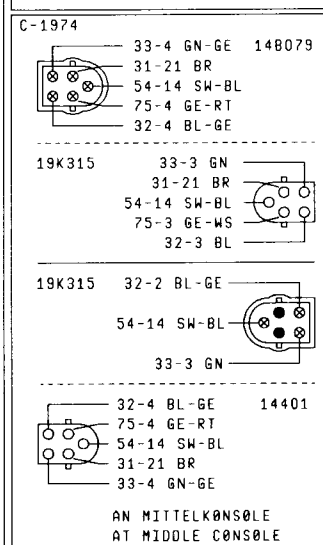 C-1974
33-4 GN-GE 148079
31-21 BR
54-14 SW-BL
75-4 GE-RT
32-4 BL-GE
19K315 33-3 GN
31-21 BR
54-14 SW-BL
75-3 GE-WS
32-3 BL
19K315 32-2 BL-GE
54-14 SW-BL
33-3 GN
32-4 BL-GE 14401
75-4 GE-RT
54-14 SW-BL
31-21 BR
33-4 GN-GE
AN MITTELKØNSØLE
AT MIDDLE CØNSØLE